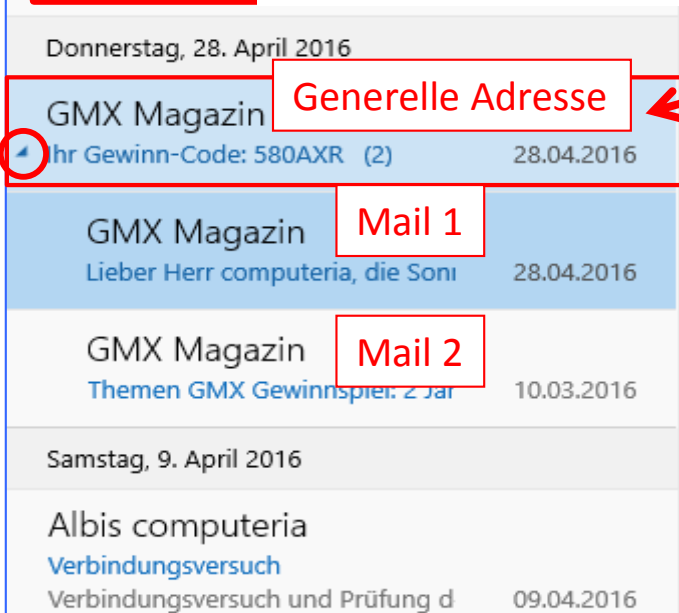 Donnerstag, 28. April 2016
GMX Magazin
Generelle Adresse
Ihr Gewinn-Code: 580AXR (2) 28.04.2016
GMX Magazin
Mail 1
Lieber Herr computeria, die 28.04.2016
GMX Magazin
Mail 2
Themen GMX Gewinnspiel: 2 10.03.2016
Samstag, 9. April 2016
Albis computeria
Verbindungsversuch
Verbindungsversuch und Prüfung d 09.04.2016